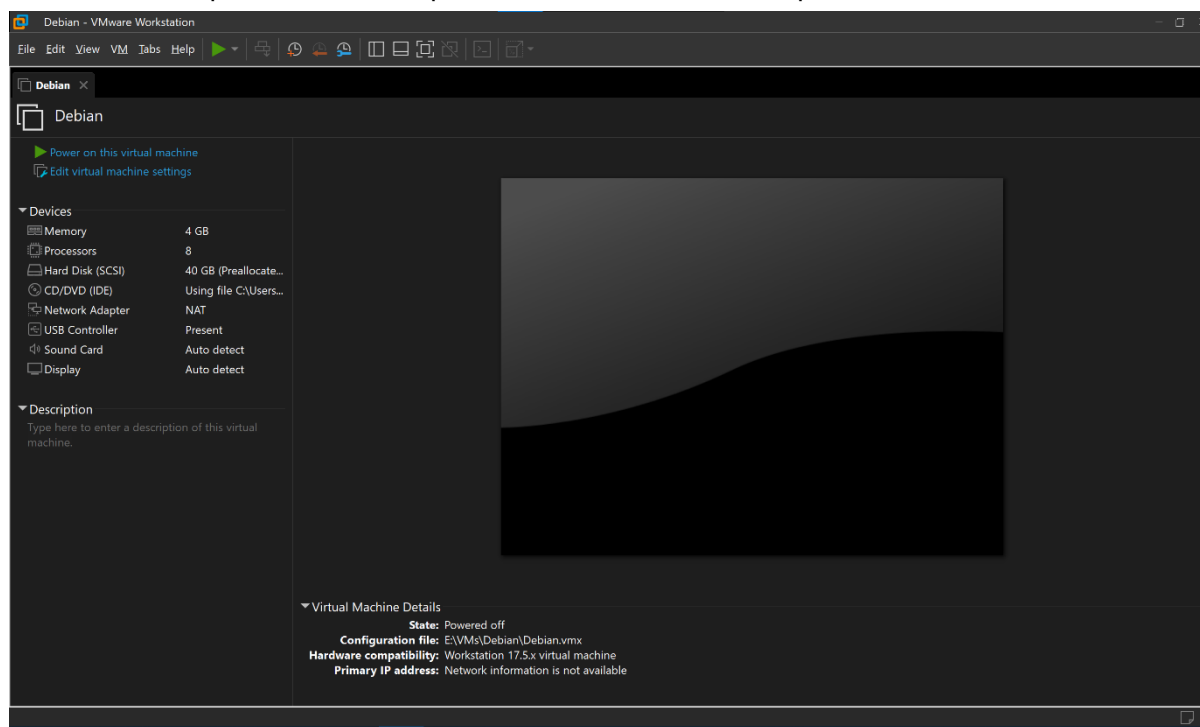 Debian - VMware Workstation
File Edit View VM Tabs Help
Debian
Debian
Power on this virtual machine
Edit virtual machine settings
Devices
Memory 4 GB
Processors 8
Hard Disk (SCSI) 40 GB (Preallocate...
CD/DVD (IDE) Using file C:\Users...
Network Adapter NAT
USB Controller Present
Sound Card Auto detect
Display Auto detect
Description
Type here to enter a description of this virtual
machine.
Virtual Machine Details
State: Powered off
Configuration file: E:\VMs\Debian\Debian.vmx
Hardware compatibility: Workstation 17.5.x virtual machine
Primary IP address: Network information is not available